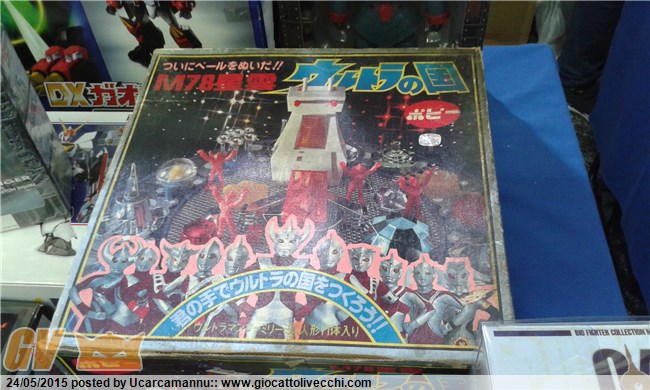 ついにベールをぬいだ!!
M78星雲 ウルトラの国
ポピー
DXガオ
君の手でウルトラの国をつくろう!!
BIG FIGHTER COLLECTION
GV
24/05/2015 posted by Ucarcamannu:: www.giocattolivecchi.com